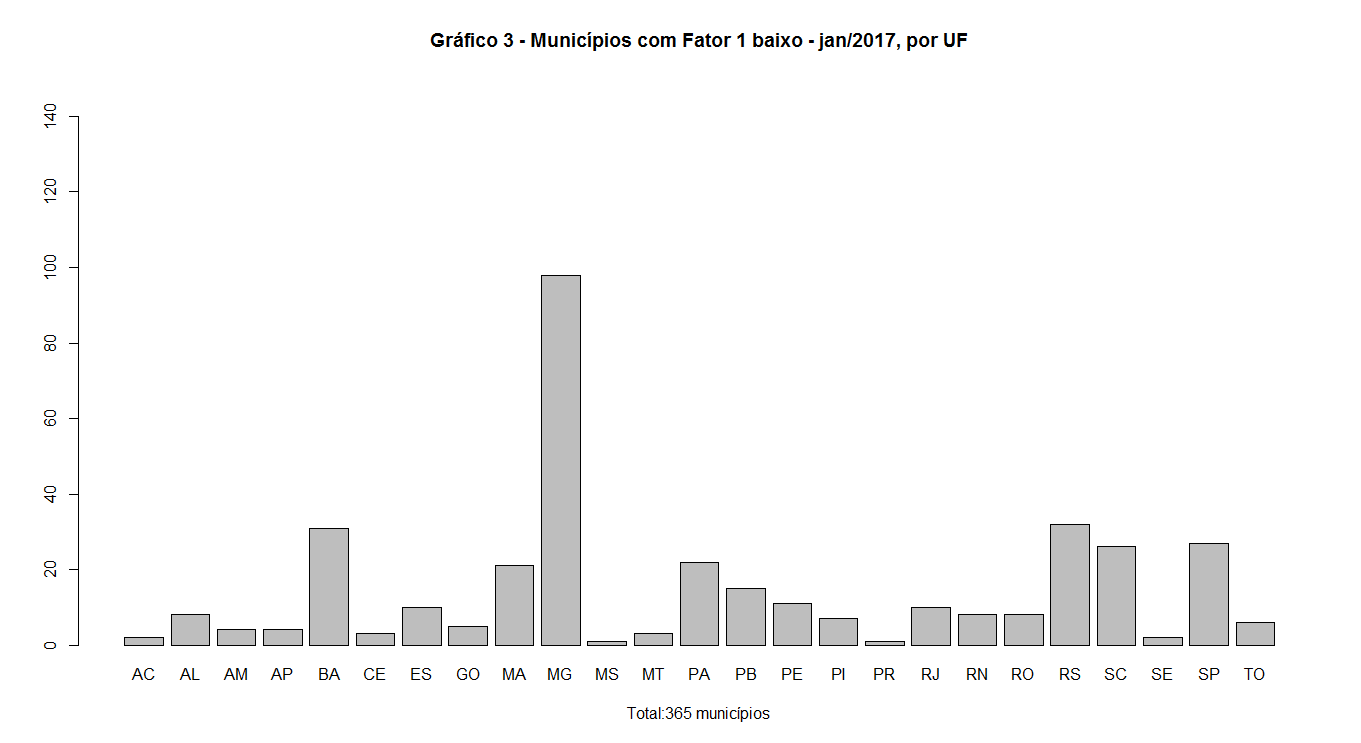 Gráfico 3 - Municípios com Fator 1 baixo - jan/2017, por UF
140
120
100
80
60
40
20
0
AC AL AM AP BA CE ES GO MA MG MS MT PA PB PE PI PR RJ RN RO RS SC SE SP TO
Total:365 municípios